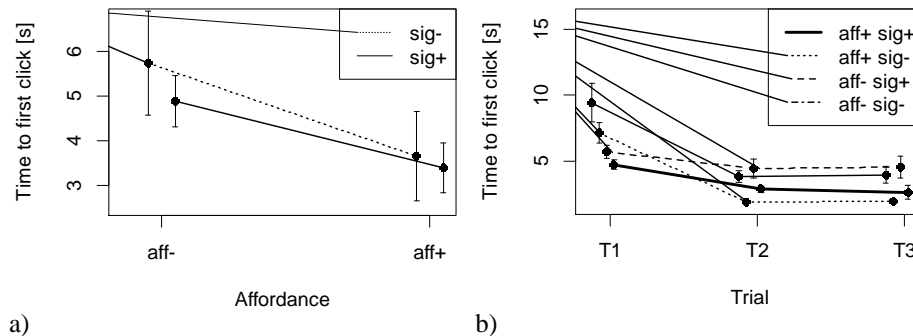 Time to first click [s]
6
5
4
3
aff-
aff+
Affordance
sig-
sig+
a)
Time to first click [s]
15
10
5
T1
T2
T3
Trial
aff+ sig+
aff+ sig-
aff- sig+
aff- sig-
b)